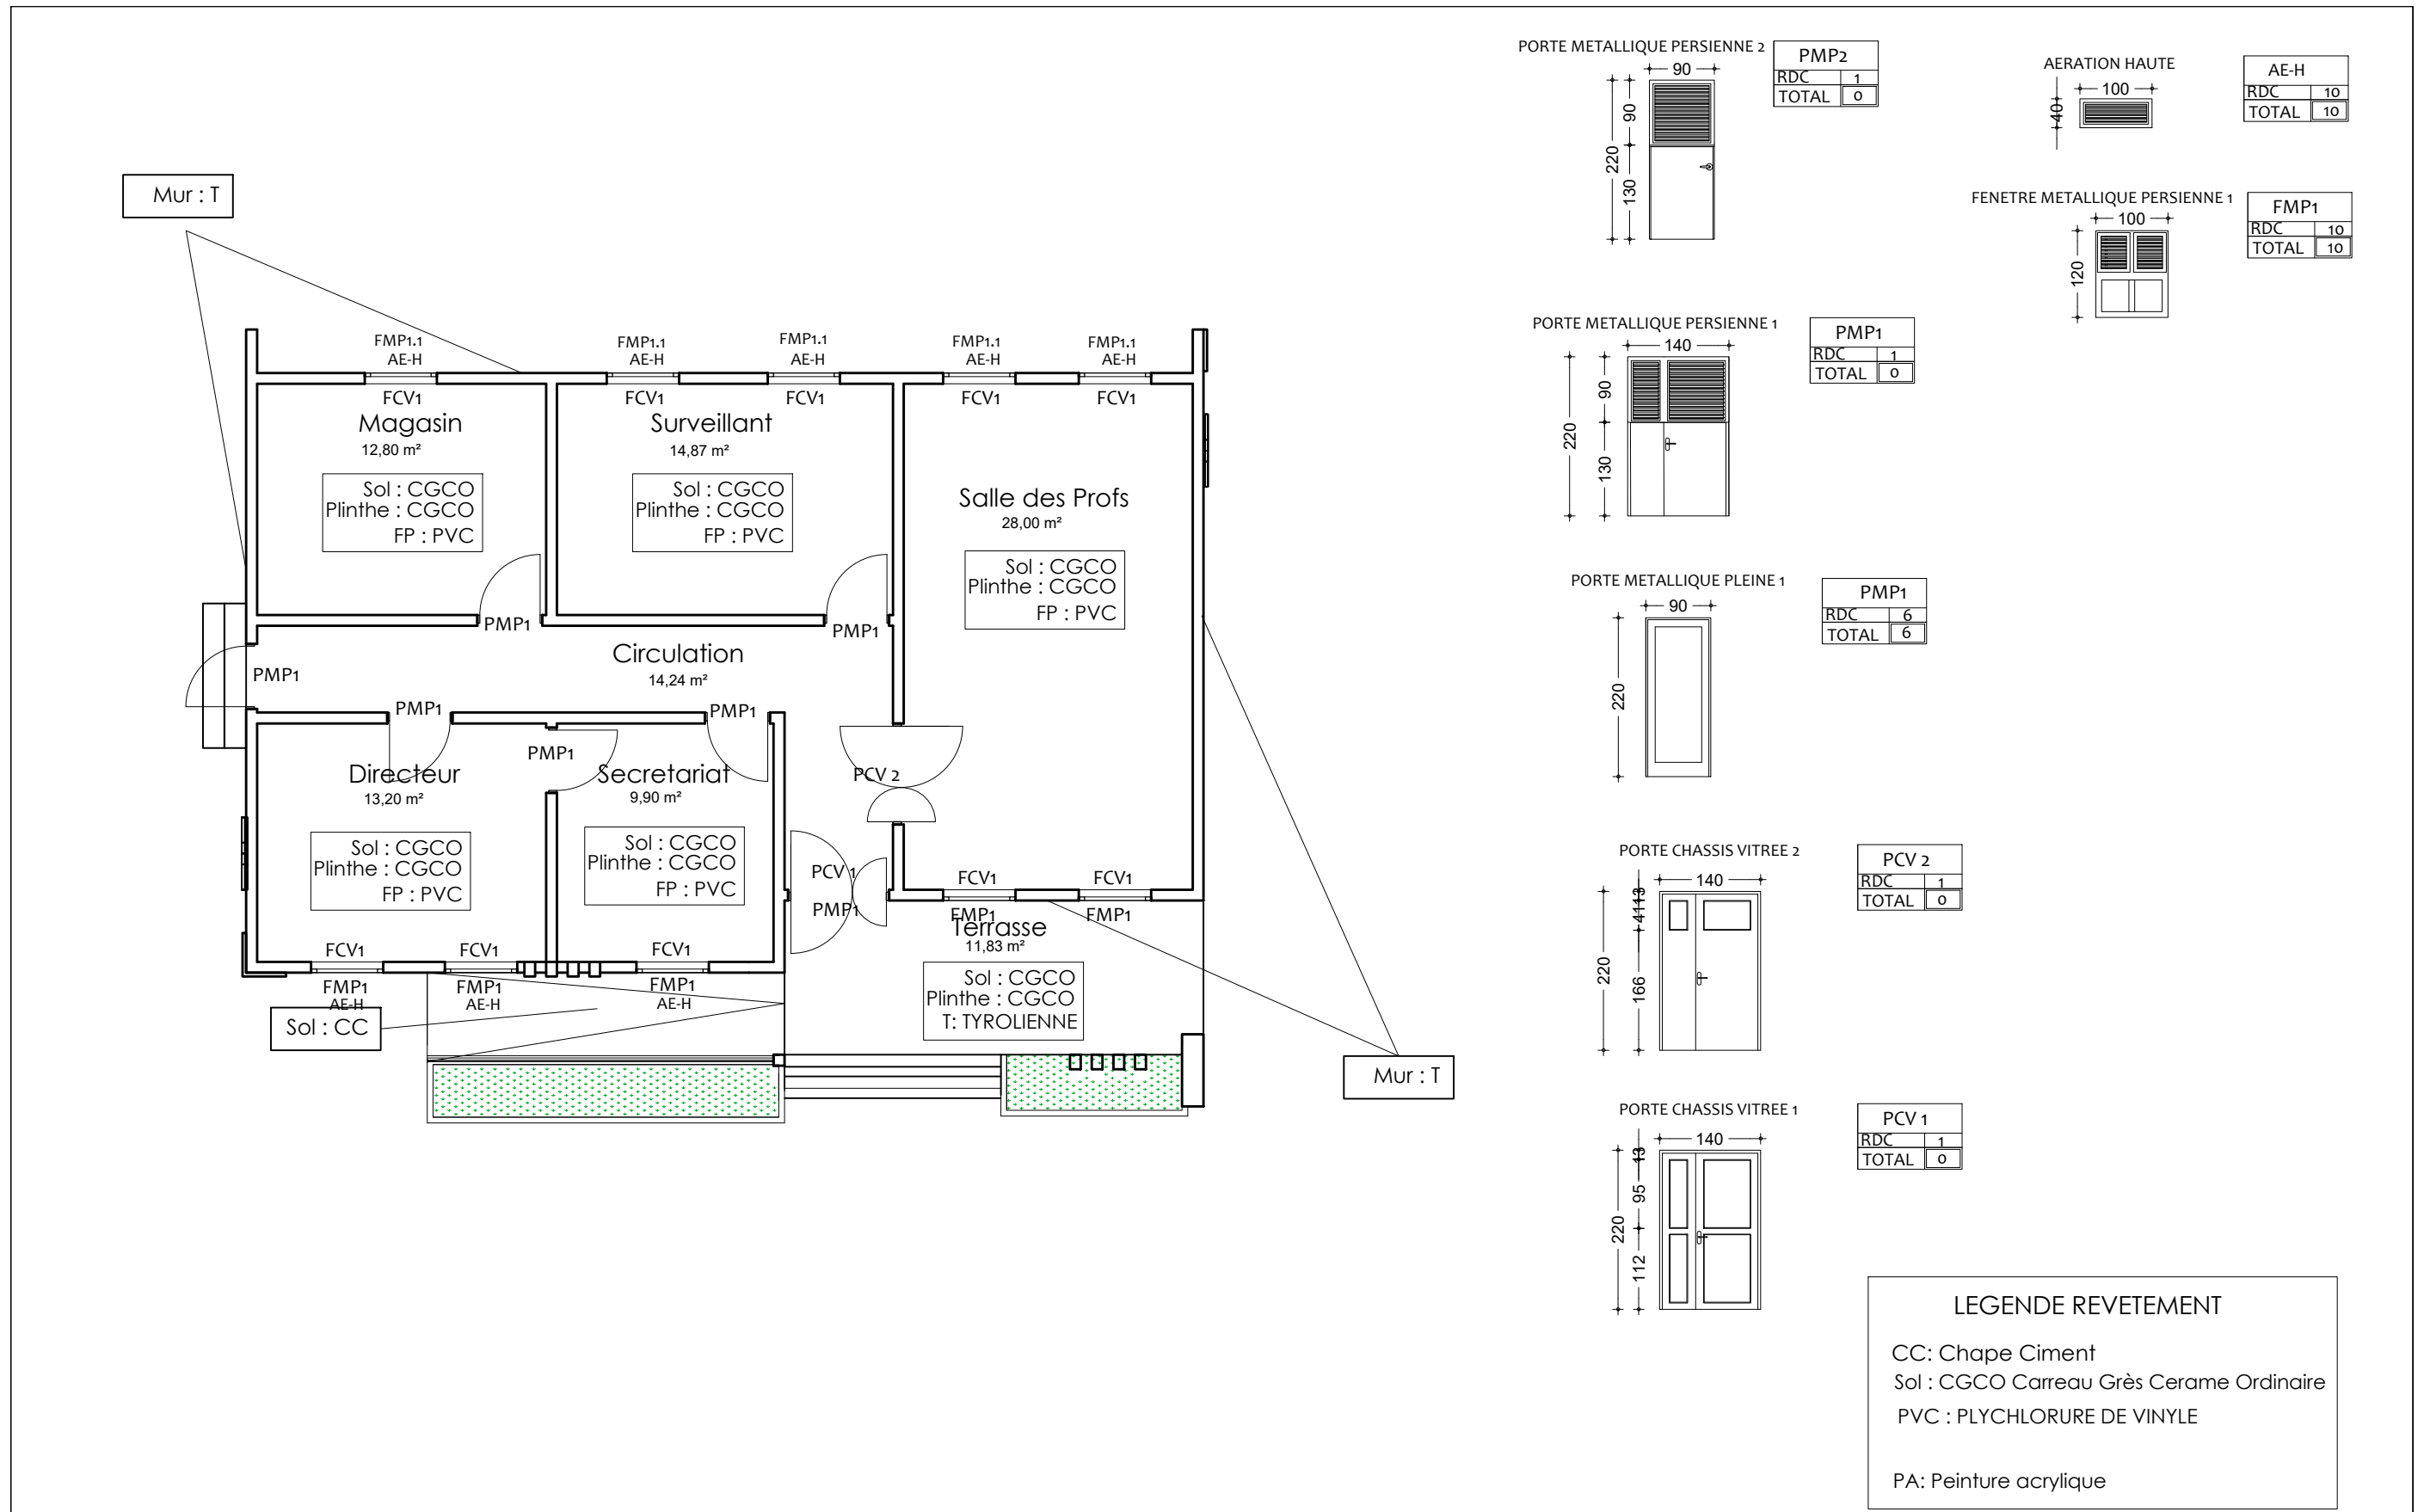 PORTE METALLIQUE PERSIENNE 2
90
90
220
130
PMP2
RDC 1
TOTAL 0
AERATION HAUTE
100
40
AE-H
RDC 10
TOTAL 10
FENETRE METALLIQUE PERSIENNE 1
100
120
FMP1
RDC 10
TOTAL 10
PORTE METALLIQUE PERSIENNE 1
140
90
220
130
PMP1
RDC 1
TOTAL 0
PORTE METALLIQUE PLEINE 1
90
220
PMP1
RDC 6
TOTAL 6
PORTE CHASSIS VITREE 2
140
4113
220
166
PCV 2
RDC 1
TOTAL 0
PORTE CHASSIS VITREE 1
140
13
95
220
112
PCV 1
RDC 1
TOTAL 0
Mur : T
FMP1.1
AE-H
FMP1.1
AE-H
FMP1.1
AE-H
FMP1.1
AE-H
FMP1.1
AE-H
FCV1
FCV1
FCV1
FCV1
FCV1
Magasin
12,80 m²
Sol : CGCO
Plinthe : CGCO
FP : PVC
Surveillant
14,87 m²
Sol : CGCO
Plinthe : CGCO
FP : PVC
Salle des Profs
28,00 m²
Sol : CGCO
Plinthe : CGCO
FP : PVC
PMP1
PMP1
Circulation
14,24 m²
PMP1
PMP1
PMP1
PMP1
Directeur
13,20 m²
Sol : CGCO
Plinthe : CGCO
FP : PVC
Secretariat
9,90 m²
Sol : CGCO
Plinthe : CGCO
FP : PVC
PCV 2
PCV 1
PMP1
FCV1
FCV1
FMP1
FMP1
Terrasse
11,83 m²
Sol : CGCO
Plinthe : CGCO
T: TYROLIENNE
FCV1
FCV1
FCV1
FMP1
AE-H
FMP1
AE-H
FMP1
AE-H
Sol : CC
Mur : T
LEGENDE REVETEMENT
CC: Chape Ciment
Sol : CGCO Carreau Grès Cerame Ordinaire
PVC : PLYCHLORURE DE VINYLE
PA: Peinture acrylique